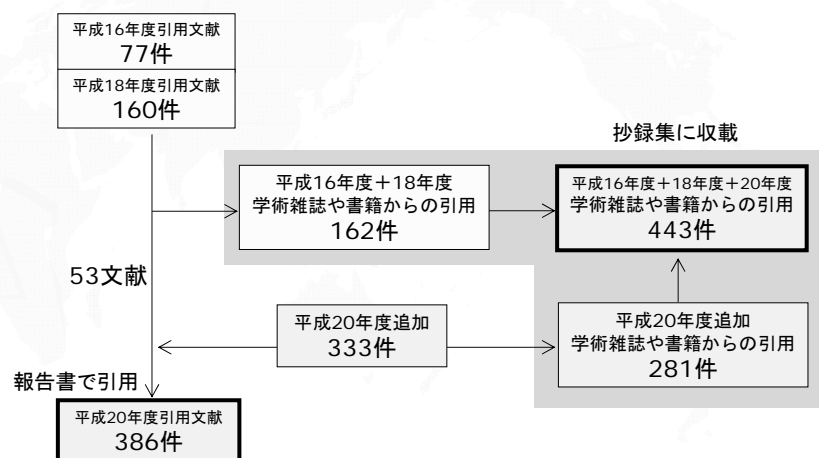 平成16年度引用文献
77件
平成18年度引用文献
160件
抄録集に収載
平成16年度＋18年度
学術雑誌や書籍からの引用
162件
平成16年度＋18年度＋20年度
学術雑誌や書籍からの引用
443件
53文献
平成20年度追加
333件
平成20年度追加
学術雑誌や書籍からの引用
281件
報告書で引用
平成20年度引用文献
386件